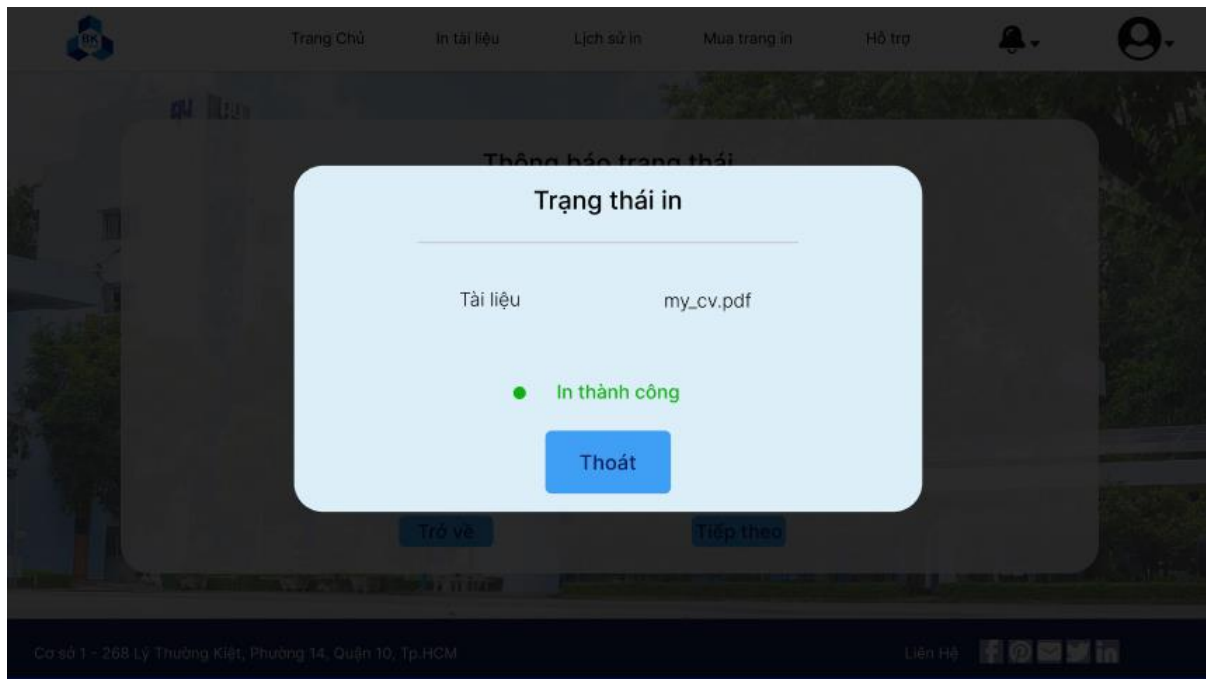 BK
Trang Chủ In tài liệu Lịch sử in Mua trang in Hỗ trợ
Thông báo trạng thái
Trạng thái in
Tài liệu my_cv.pdf
In thành công
Thoát
Trở về Tiếp theo
Cơ sở 1 - 268 Lý Thường Kiệt, Phường 14, Quận 10, Tp.HCM Liên Hệ